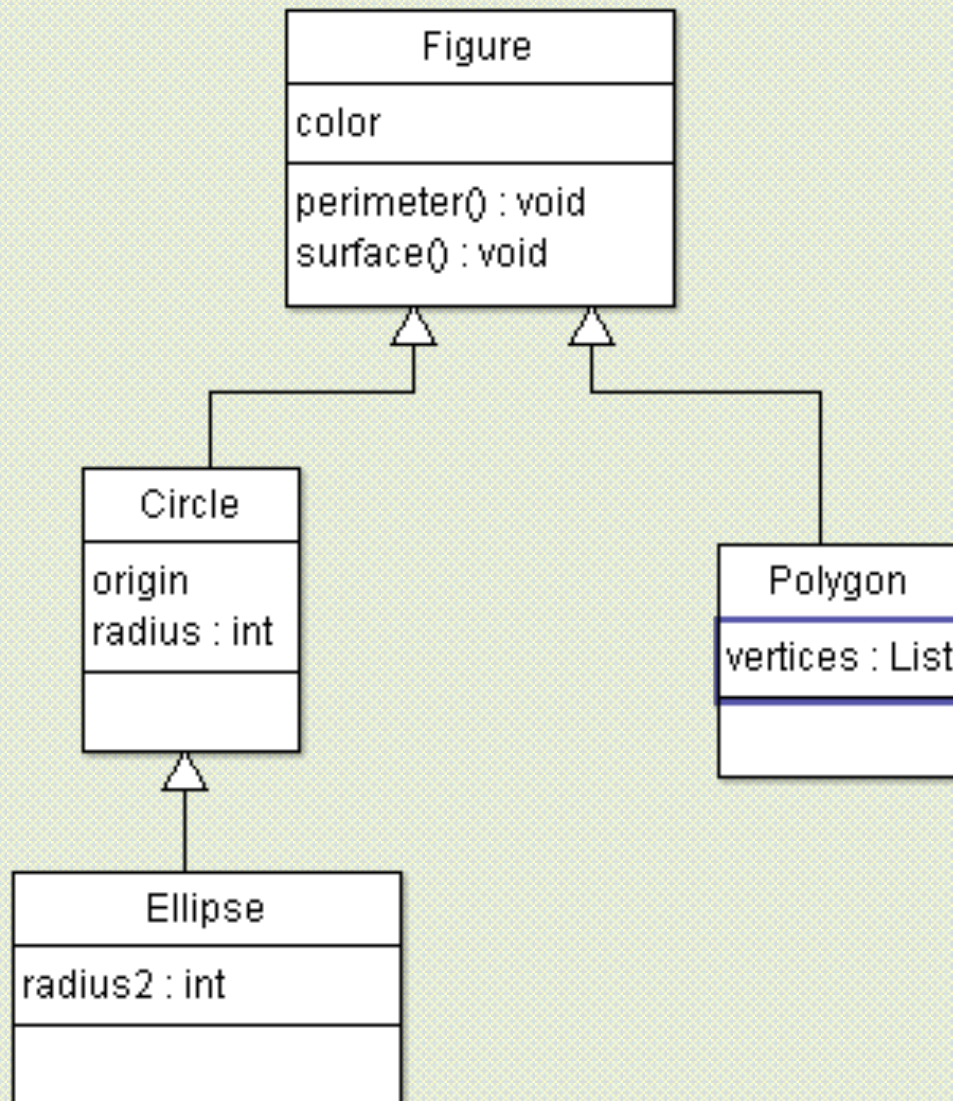 Figure
color
perimeter() : void
surface() : void
Circle
origin
radius : int
Polygon
vertices : List
Ellipse
radius2 : int